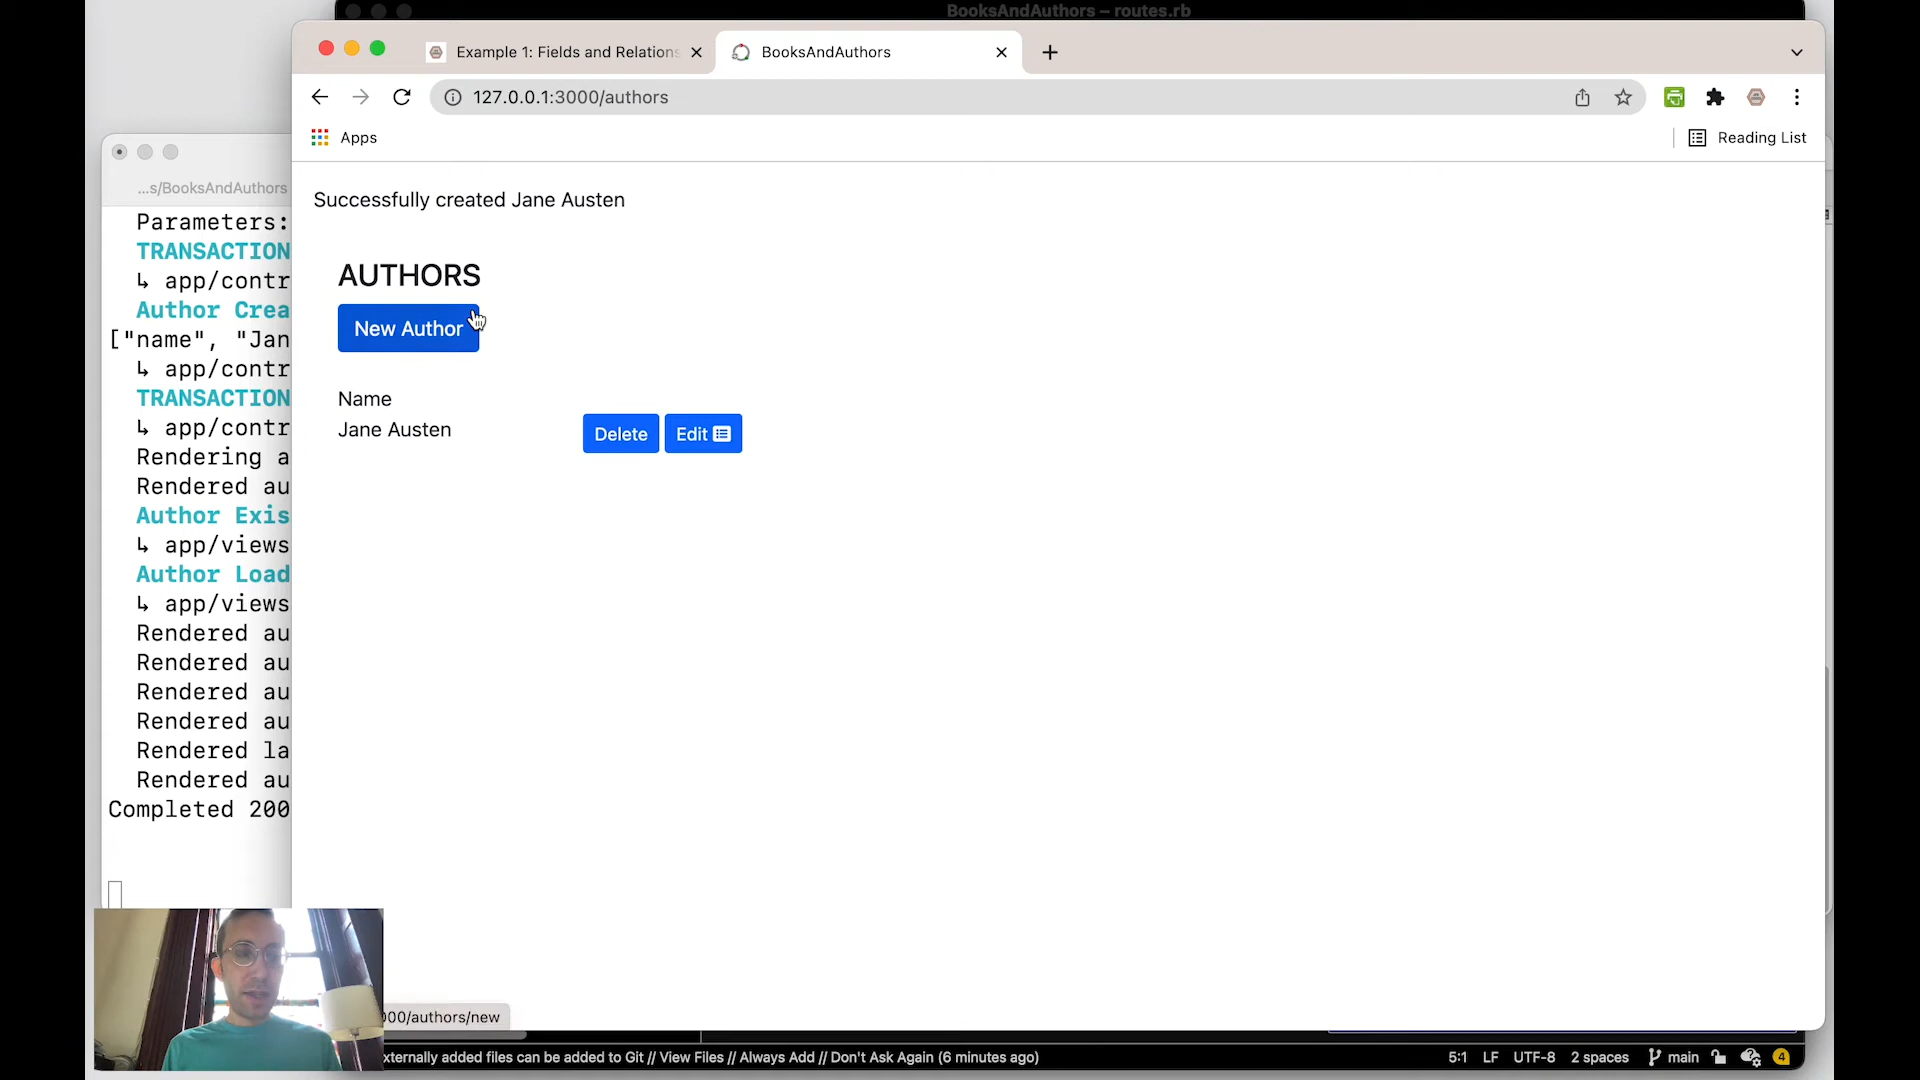 BooksAndAuthors – routes.rb
Example 1: Fields and Relations
BooksAndAuthors
127.0.0.1:3000/authors
Apps
Reading List
...s/BooksAndAuthors
Parameters:
TRANSACTION
↳ app/contr
Author Crea
["name", "Jan
↳ app/contr
TRANSACTION
↳ app/contr
Rendering a
Rendered au
Author Exis
↳ app/views
Author Load
↳ app/views
Rendered au
Rendered au
Rendered au
Rendered au
Rendered la
Rendered au
Completed 200
Successfully created Jane Austen
AUTHORS
New Author
Name
Jane Austen
Delete
Edit
000/authors/new
xternally added files can be added to Git // View Files // Always Add // Don't Ask Again (6 minutes ago)
5:1 LF UTF-8 2 spaces main 4